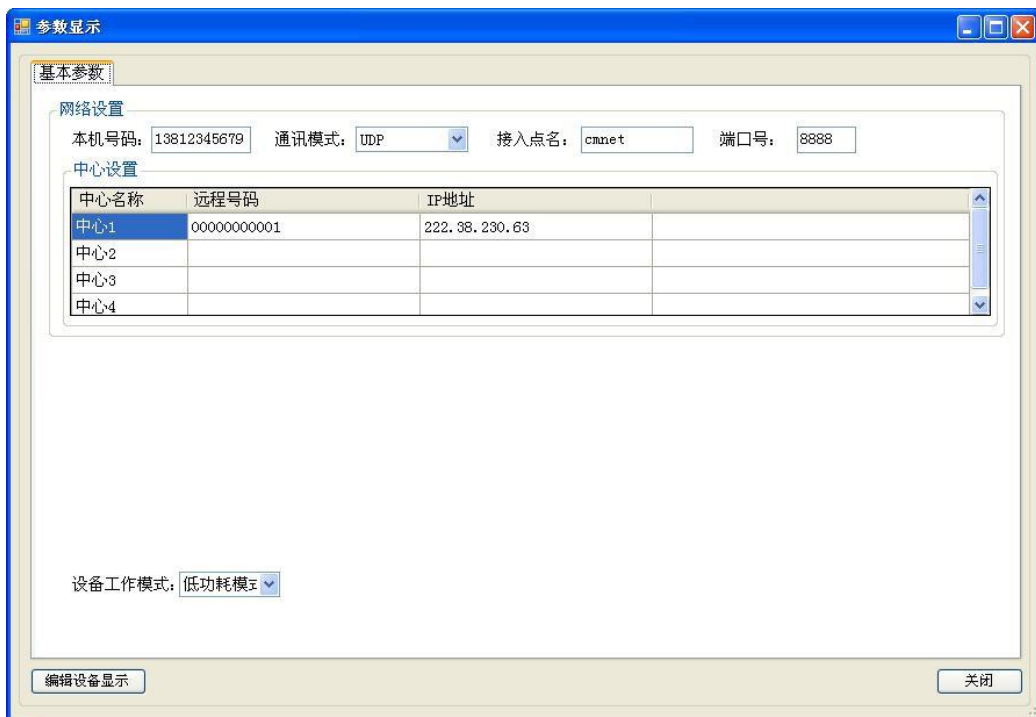 参数显示
基本参数
网络设置
本机号码: 13812345679 通讯模式: UDP 接入点名: cmnet 端口号: 8888
中心设置
中心名称 远程号码 IP地址
中心1 00000000001 222.38.230.63
中心2
中心3
中心4
设备工作模式: 低功耗模
编辑设备显示 关闭